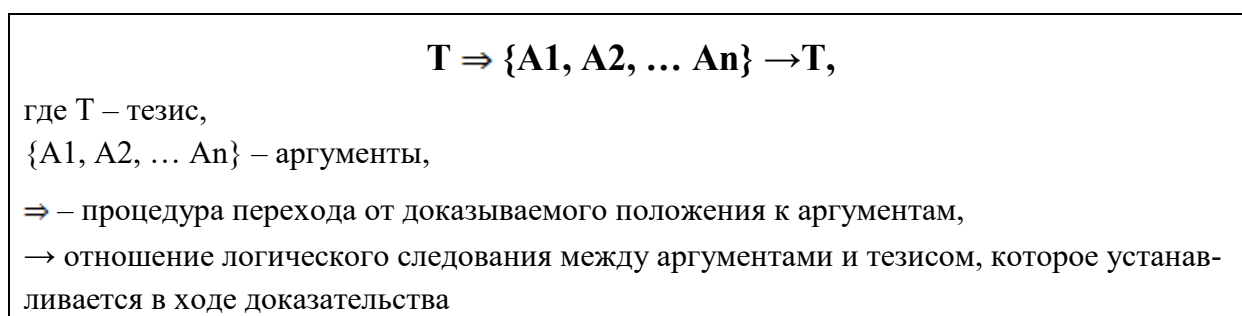 T ⇒ {A1, A2, … An} →T,
где T – тезис,
{A1, A2, … An} – аргументы,
⇒ – процедура перехода от доказываемого положения к аргументам,
→ отношение логического следования между аргументами и тезисом, которое устанав-
ливается в ходе доказательства